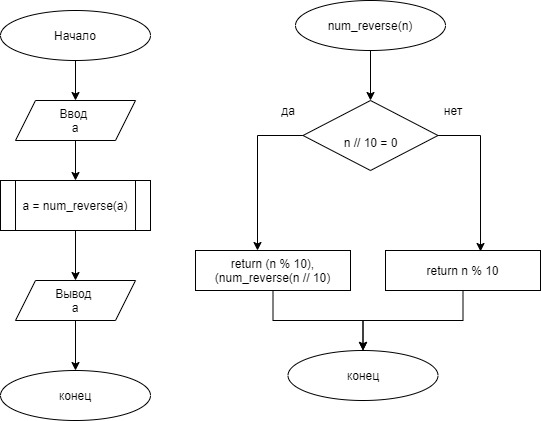 Начало
Ввод
a
a = num_reverse(a)
Вывод
a
конец
num_reverse(n)
да
нет
n // 10 = 0
return (n % 10),
(num_reverse(n // 10)
return n % 10
конец